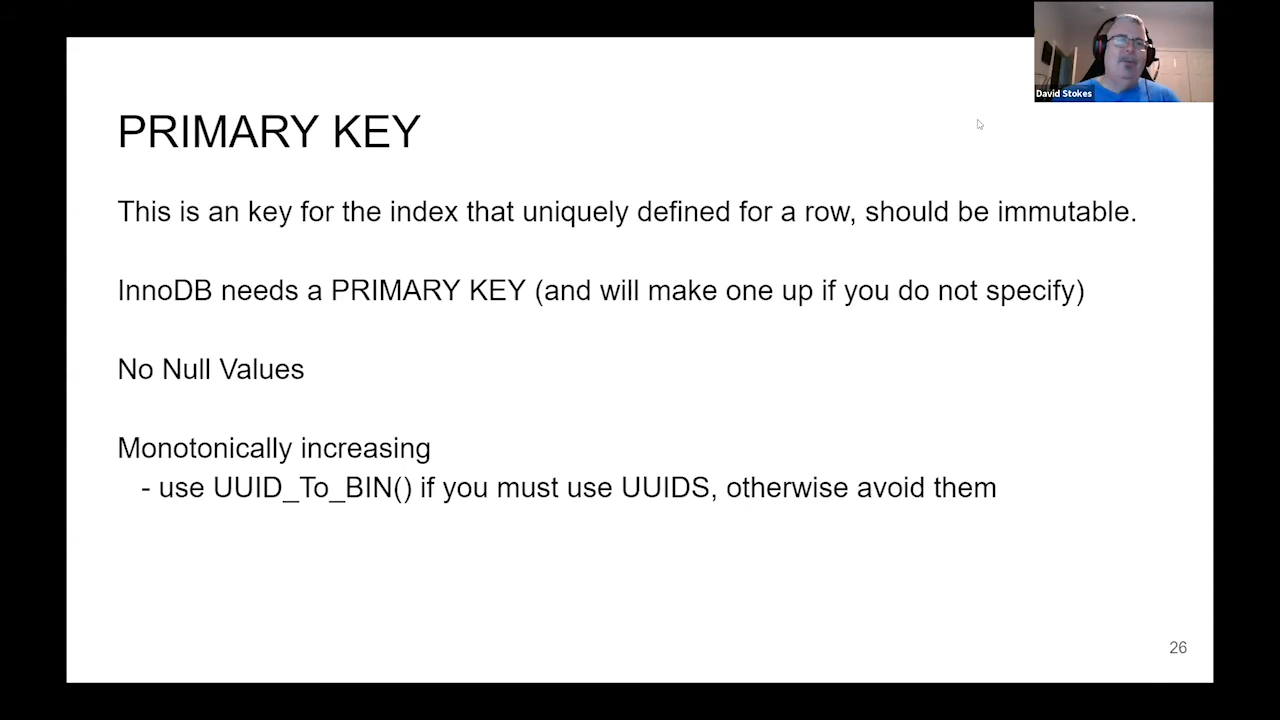 David Stokes
PRIMARY KEY
This is an key for the index that uniquely defined for a row, should be immutable.
InnoDB needs a PRIMARY KEY (and will make one up if you do not specify)
No Null Values
Monotonically increasing
- use UUID_To_BIN() if you must use UUIDS, otherwise avoid them
26